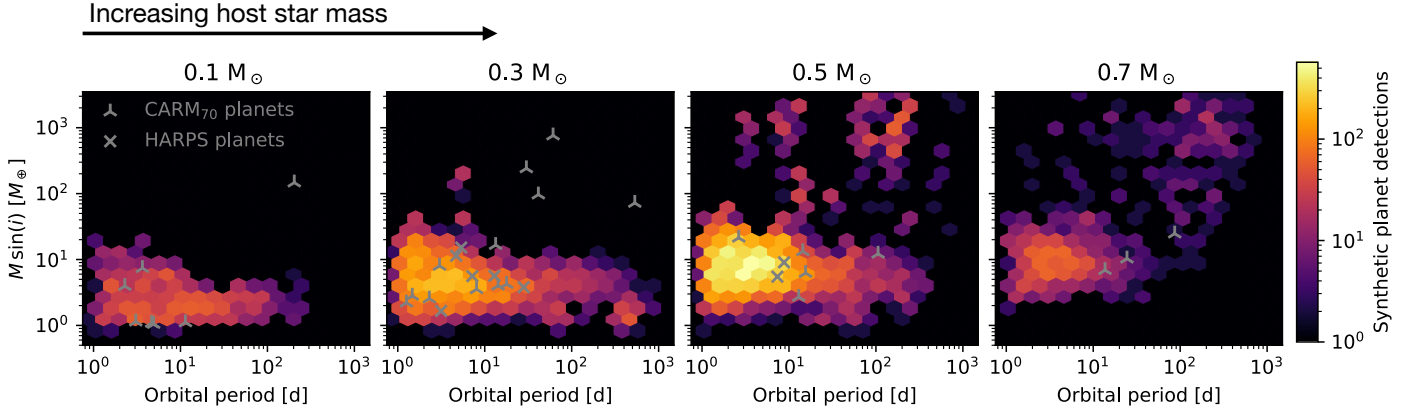 Increasing host star mass
0.1 M⊙
0.3 M⊙
0.5 M⊙
0.7 M⊙
CARM₇₀ planets
HARPS planets
M sin(i) [M⊕]
10³
10²
10¹
10⁰
10⁰ 10¹ 10² 10³
10⁰ 10¹ 10² 10³
10⁰ 10¹ 10² 10³
10⁰ 10¹ 10² 10³
Orbital period [d]
Orbital period [d]
Orbital period [d]
Orbital period [d]
10²
10¹
10⁰
Synthetic planet detections